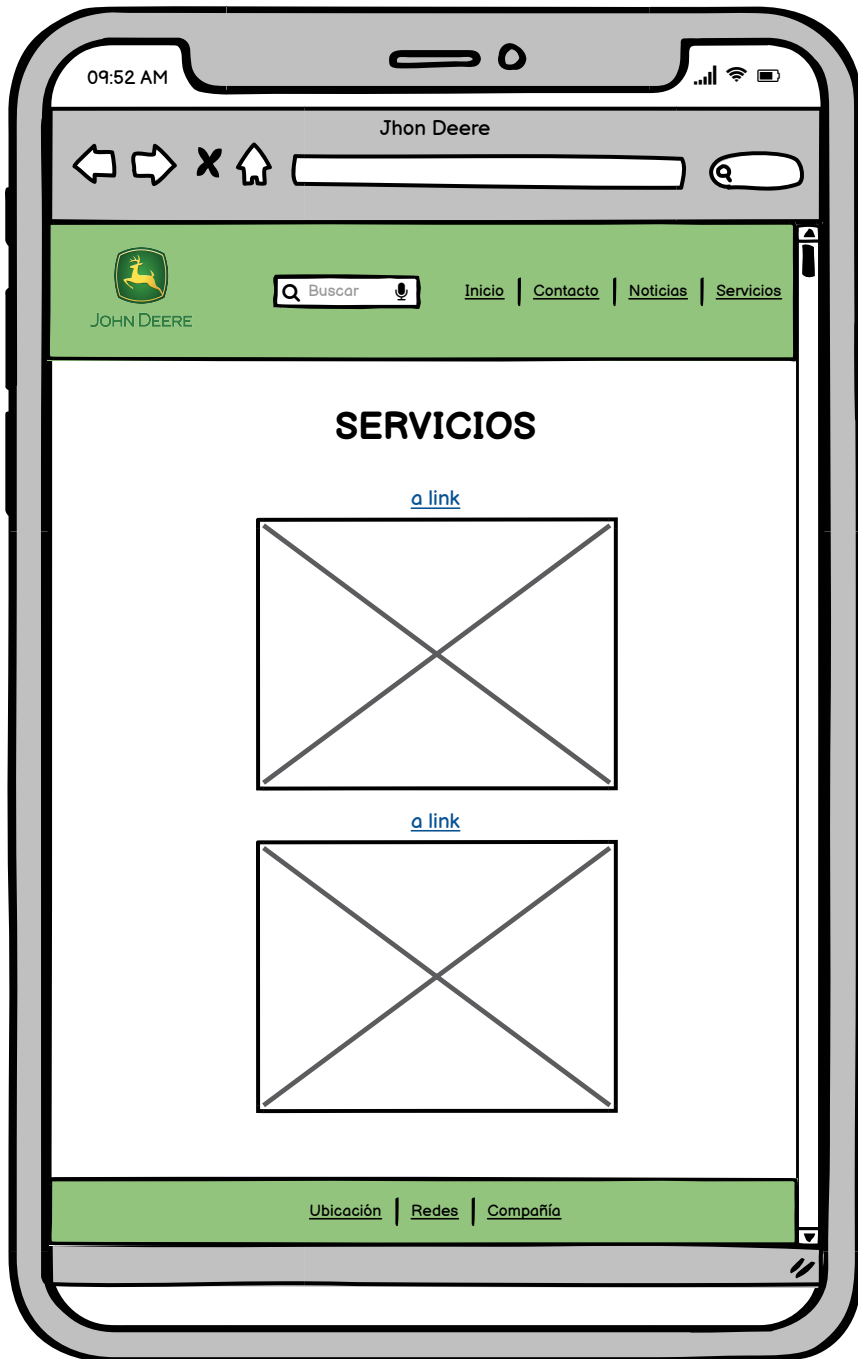 09:52 AM
Jhon Deere
JOHN DEERE
Buscar
Inicio Contacto Noticias Servicios
SERVICIOS
a link
a link
Ubicación Redes Compañía